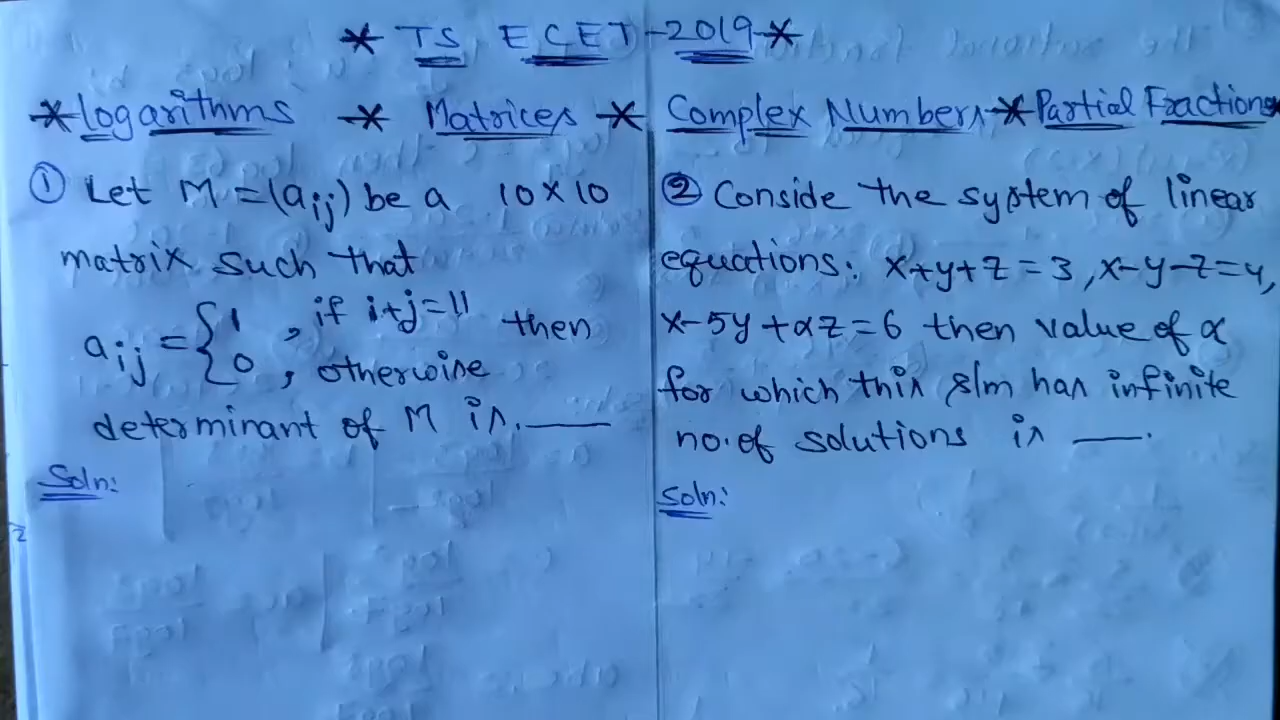 * TS ECET-2019 *
* Logarithms * Matrices * Complex Numbers * Partial Fractions
① Let M = (aij) be a 10 x 10
matrix such that
aij = { 1 , if i+j=11 then
0 , otherwise
determinant of M is. ___
Soln:
② Conside the system of linear
equations: x+y+z=3, x-y-z=4,
x-5y+αz=6 then value of α
for which this s/m has infinite
no. of solutions is ___.
Soln: